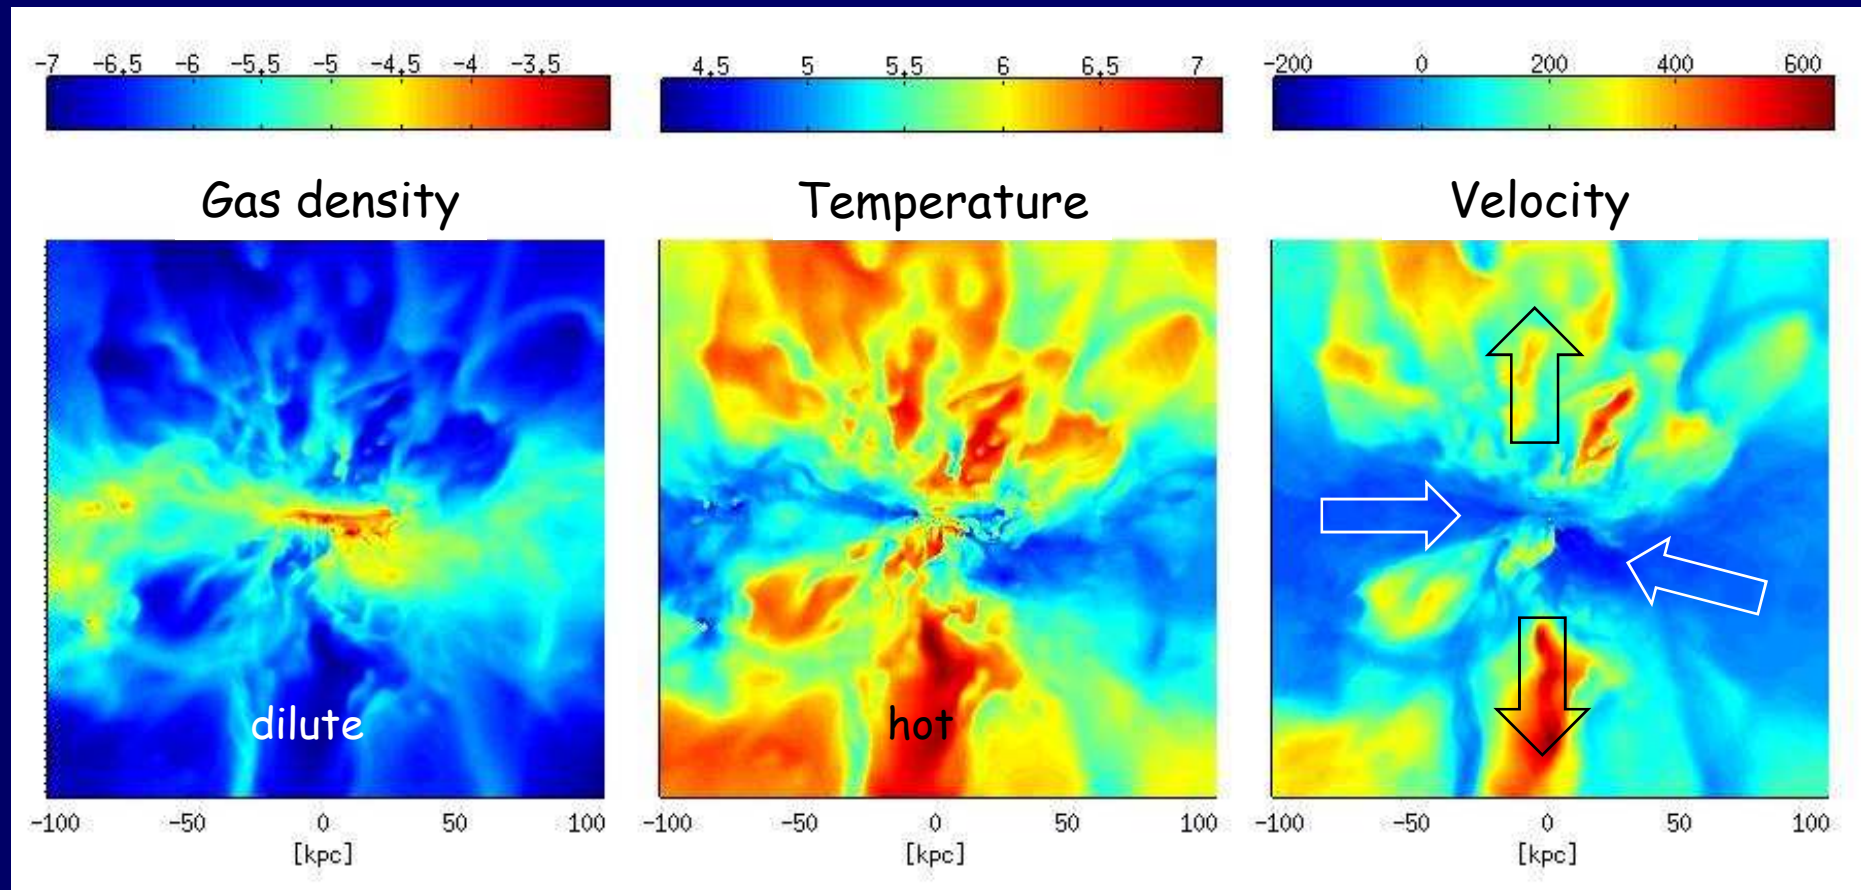 -7 -6.5 -6 -5.5 -5 -4.5 -4 -3.5
4.5 5 5.5 6 6.5 7
-200 0 200 400 600
Gas density
Temperature
Velocity
dilute
hot
-100 -50 0 50 100
[kpc]
-100 -50 0 50 100
[kpc]
-100 -50 0 50 100
[kpc]